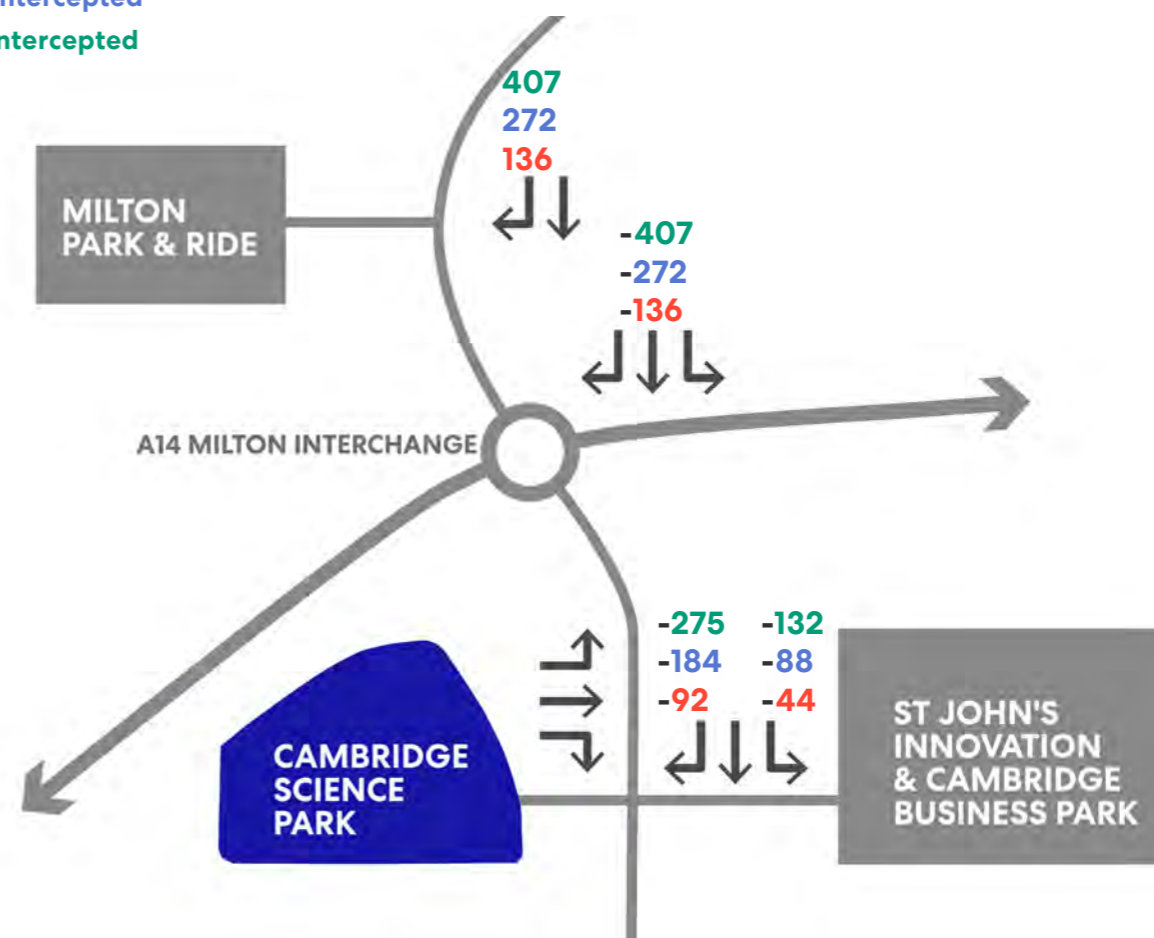 intercepted
intercepted
407
272
136
MILTON
PARK & RIDE
-407
-272
-136
A14 MILTON INTERCHANGE
-275 -132
-184 -88
-92 -44
CAMBRIDGE
SCIENCE
PARK
ST JOHN'S
INNOVATION
& CAMBRIDGE
BUSINESS PARK